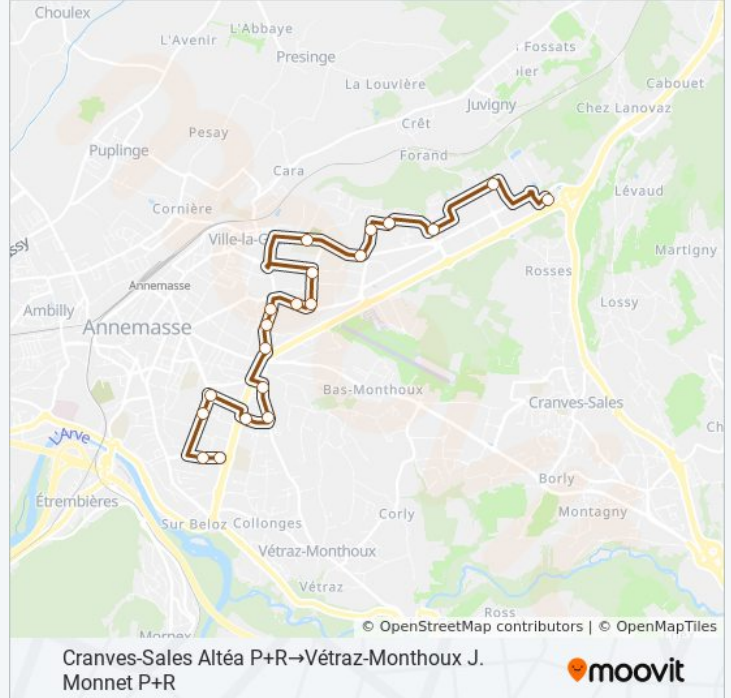 Choulex
L'Abbaye
L'Avenir
Presinge
Fossats
La Louvière
Cabouet
Juvigny
Chez Lanovaz
Crêt
Pesay
Puplinge
Forand
Cara
Lévaud
Cornière
Ville-la-G
Martigny
Annemasse
Rosses
Lossy
Ambilly
Annemasse
Bas-Monthoux
Cranves-Sales
Ch
L'Arve
Borly
Étrembières
Montagny
Corly
Sur Beloz
Collonges
Vétraz-Monthoux
Vétraz
Ross
© OpenStreetMap contributors | © OpenMapTiles
Cranves-Sales Altéa P+R→Vétraz-Monthoux J.
Monnet P+R
moovit